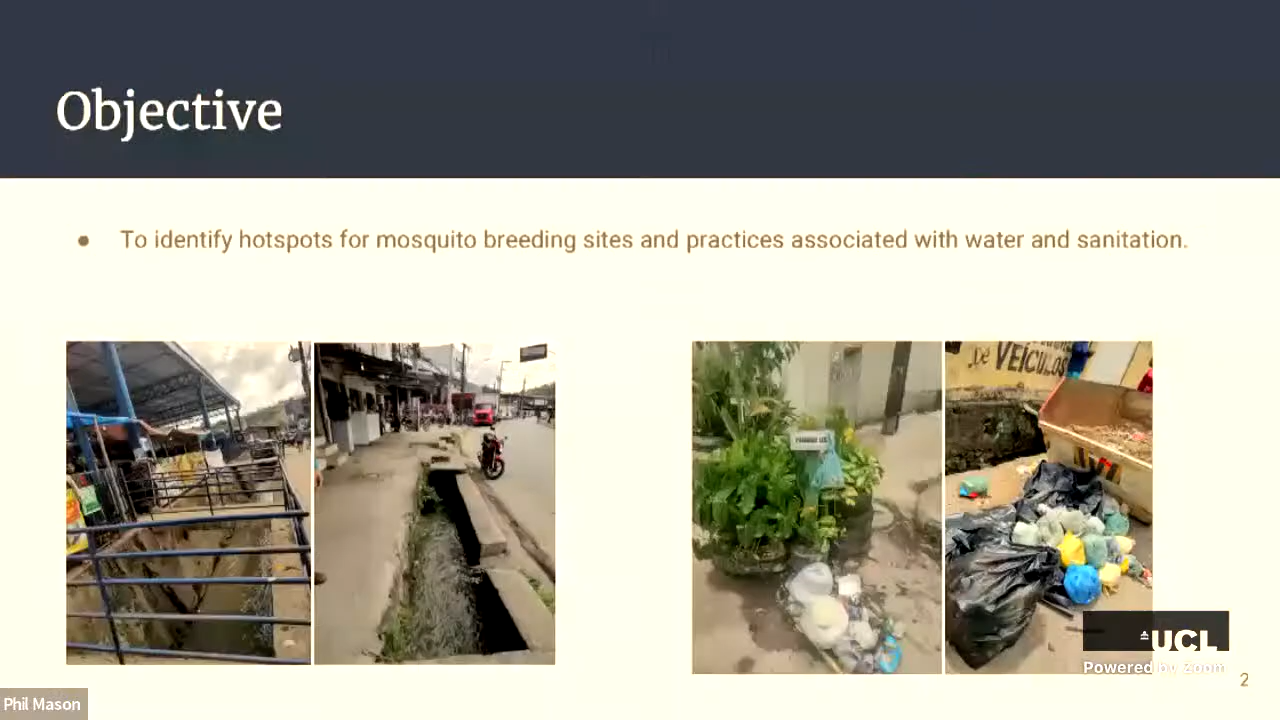 Objective
● To identify hotspots for mosquito breeding sites and practices associated with water and sanitation.
VEÍCULOS
UCL
Powered by Zoom
2
Phil Mason